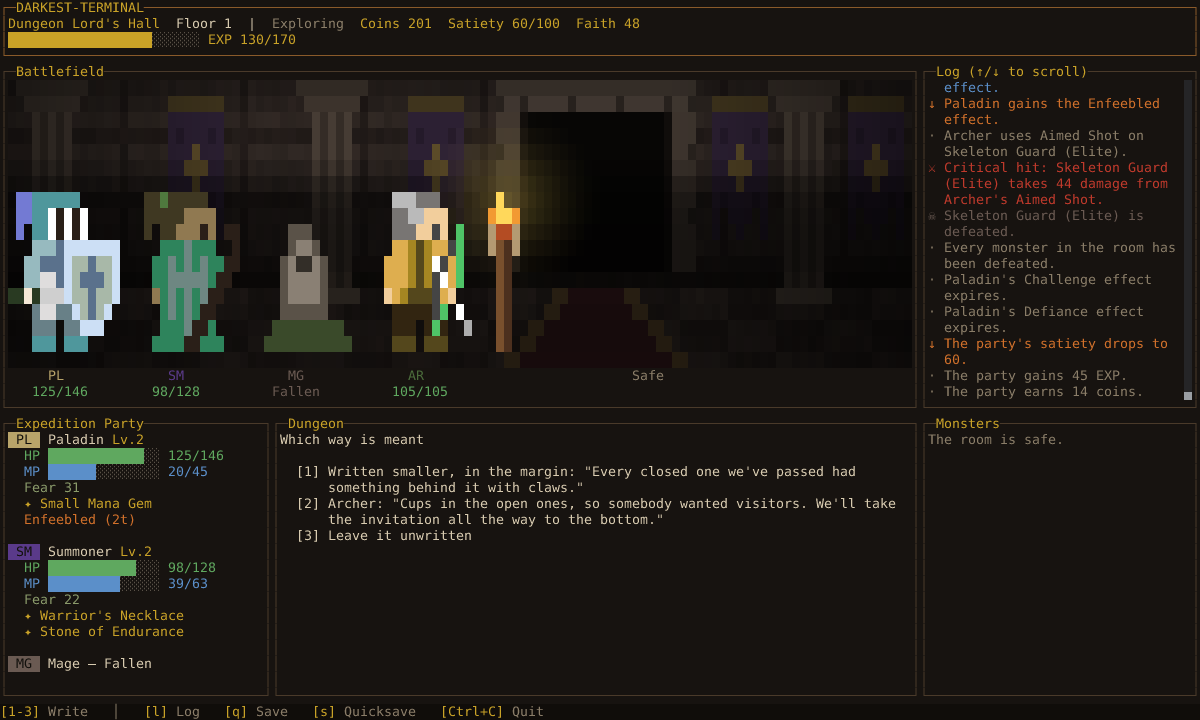 DARKEST-TERMINAL
Dungeon Lord's Hall  Floor 1  |  Exploring  Coins 201  Satiety 60/100  Faith 48
EXP 130/170
Battlefield
PL SM MG AR Safe
125/146 98/128 Fallen 105/105
Log (↑/↓ to scroll)
effect.
↓ Paladin gains the Enfeebled
effect.
· Archer uses Aimed Shot on
Skeleton Guard (Elite).
⚔ Critical hit: Skeleton Guard
(Elite) takes 44 damage from
Archer's Aimed Shot.
☠ Skeleton Guard (Elite) is
defeated.
· Every monster in the room has
been defeated.
· Paladin's Challenge effect
expires.
· Paladin's Defiance effect
expires.
↓ The party's satiety drops to
60.
· The party gains 45 EXP.
· The party earns 14 coins.
Expedition Party
PL Paladin Lv.2
HP 125/146
MP 20/45
Fear 31
✦ Small Mana Gem
Enfeebled (2t)
SM Summoner Lv.2
HP 98/128
MP 39/63
Fear 22
✦ Warrior's Necklace
✦ Stone of Endurance
MG Mage — Fallen
Dungeon
Which way is meant
[1] Written smaller, in the margin: "Every closed one we've passed had
something behind it with claws."
[2] Archer: "Cups in the open ones, so somebody wanted visitors. We'll take
the invitation all the way to the bottom."
[3] Leave it unwritten
Monsters
The room is safe.
[1-3] Write │ [l] Log [q] Save [s] Quicksave [Ctrl+C] Quit